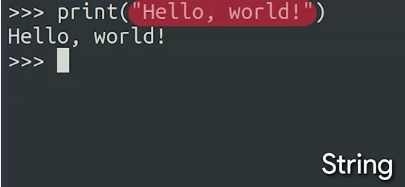 >>> print("Hello, world!")
Hello, world!
>>>
String